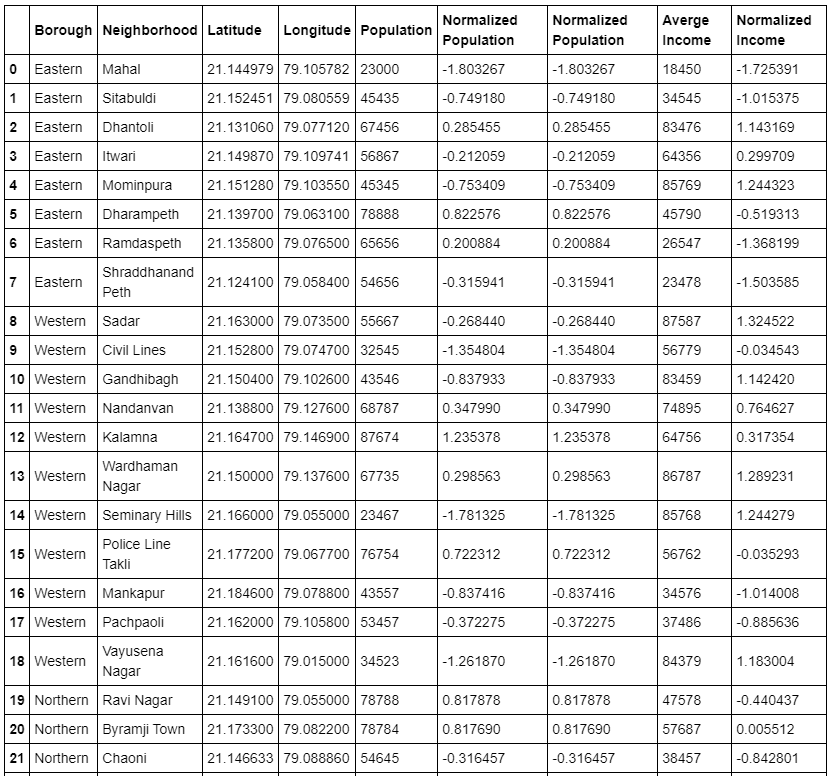 Borough Neighborhood Latitude Longitude Population Normalized Population Normalized Population Averge Income Normalized Income
0 Eastern Mahal 21.144979 79.105782 23000 -1.803267 -1.803267 18450 -1.725391
1 Eastern Sitabuldi 21.152451 79.080559 45435 -0.749180 -0.749180 34545 -1.015375
2 Eastern Dhantoli 21.131060 79.077120 67456 0.285455 0.285455 83476 1.143169
3 Eastern Itwari 21.149870 79.109741 56867 -0.212059 -0.212059 64356 0.299709
4 Eastern Mominpura 21.151280 79.103550 45345 -0.753409 -0.753409 85769 1.244323
5 Eastern Dharampeth 21.139700 79.063100 78888 0.822576 0.822576 45790 -0.519313
6 Eastern Ramdaspeth 21.135800 79.076500 65656 0.200884 0.200884 26547 -1.368199
7 Eastern Shraddhanand Peth 21.124100 79.058400 54656 -0.315941 -0.315941 23478 -1.503585
8 Western Sadar 21.163000 79.073500 55667 -0.268440 -0.268440 87587 1.324522
9 Western Civil Lines 21.152800 79.074700 32545 -1.354804 -1.354804 56779 -0.034543
10 Western Gandhibagh 21.150400 79.102600 43546 -0.837933 -0.837933 83459 1.142420
11 Western Nandanvan 21.138800 79.127600 68787 0.347990 0.347990 74895 0.764627
12 Western Kalamna 21.164700 79.146900 87674 1.235378 1.235378 64756 0.317354
13 Western Wardhaman Nagar 21.150000 79.137600 67735 0.298563 0.298563 86787 1.289231
14 Western Seminary Hills 21.166000 79.055000 23467 -1.781325 -1.781325 85768 1.244279
15 Western Police Line Takli 21.177200 79.067700 76754 0.722312 0.722312 56762 -0.035293
16 Western Mankapur 21.184600 79.078800 43557 -0.837416 -0.837416 34576 -1.014008
17 Western Pachpaoli 21.162000 79.105800 53457 -0.372275 -0.372275 37486 -0.885636
18 Western Vayusena Nagar 21.161600 79.015000 34523 -1.261870 -1.261870 84379 1.183004
19 Northern Ravi Nagar 21.149100 79.055000 78788 0.817878 0.817878 47578 -0.440437
20 Northern Byramji Town 21.173300 79.082200 78784 0.817690 0.817690 57687 0.005512
21 Northern Chaoni 21.146633 79.088860 54645 -0.316457 -0.316457 38457 -0.842801